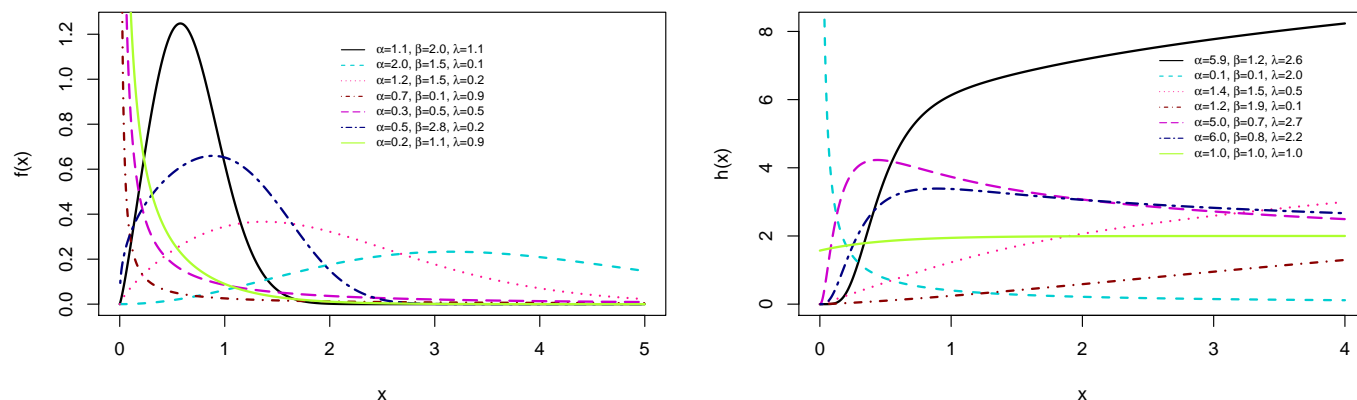 f(x)
0.0 0.2 0.4 0.6 0.8 1.0 1.2
α=1.1, β=2.0, λ=1.1
α=2.0, β=1.5, λ=0.1
α=1.2, β=1.5, λ=0.2
α=0.7, β=0.1, λ=0.9
α=0.3, β=0.5, λ=0.5
α=0.5, β=2.8, λ=0.2
α=0.2, β=1.1, λ=0.9
0 1 2 3 4 5
x
h(x)
0 2 4 6 8
α=5.9, β=1.2, λ=2.6
α=0.1, β=0.1, λ=2.0
α=1.4, β=1.5, λ=0.5
α=1.2, β=1.9, λ=0.1
α=5.0, β=0.7, λ=2.7
α=6.0, β=0.8, λ=2.2
α=1.0, β=1.0, λ=1.0
0 1 2 3 4
x